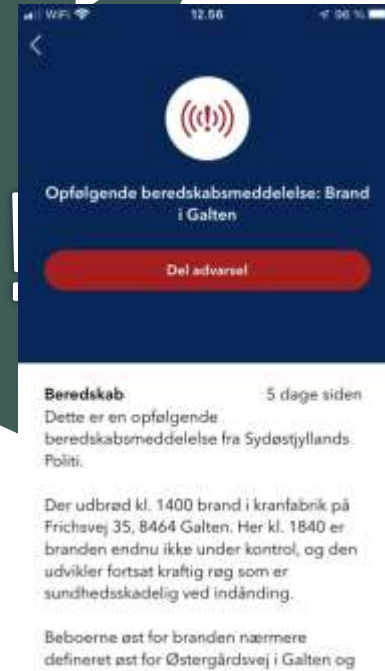 WiFi 12.56 96 %
Opfølgende beredskabsmeddelelse: Brand
i Galten
Del advarsel
Beredskab 5 dage siden
Dette er en opfølgende
beredskabsmeddelelse fra Sydøstjyllands
Politi.
Der udbrød kl. 1400 brand i kranfabrik på
Frichsvej 35, 8464 Galten. Her kl. 1840 er
branden endnu ikke under kontrol, og den
udvikler fortsat kraftig røg som er
sundhedsskadelig ved indånding.
Beboerne øst for branden nærmere
defineret øst for Østergårdsvej i Galten og